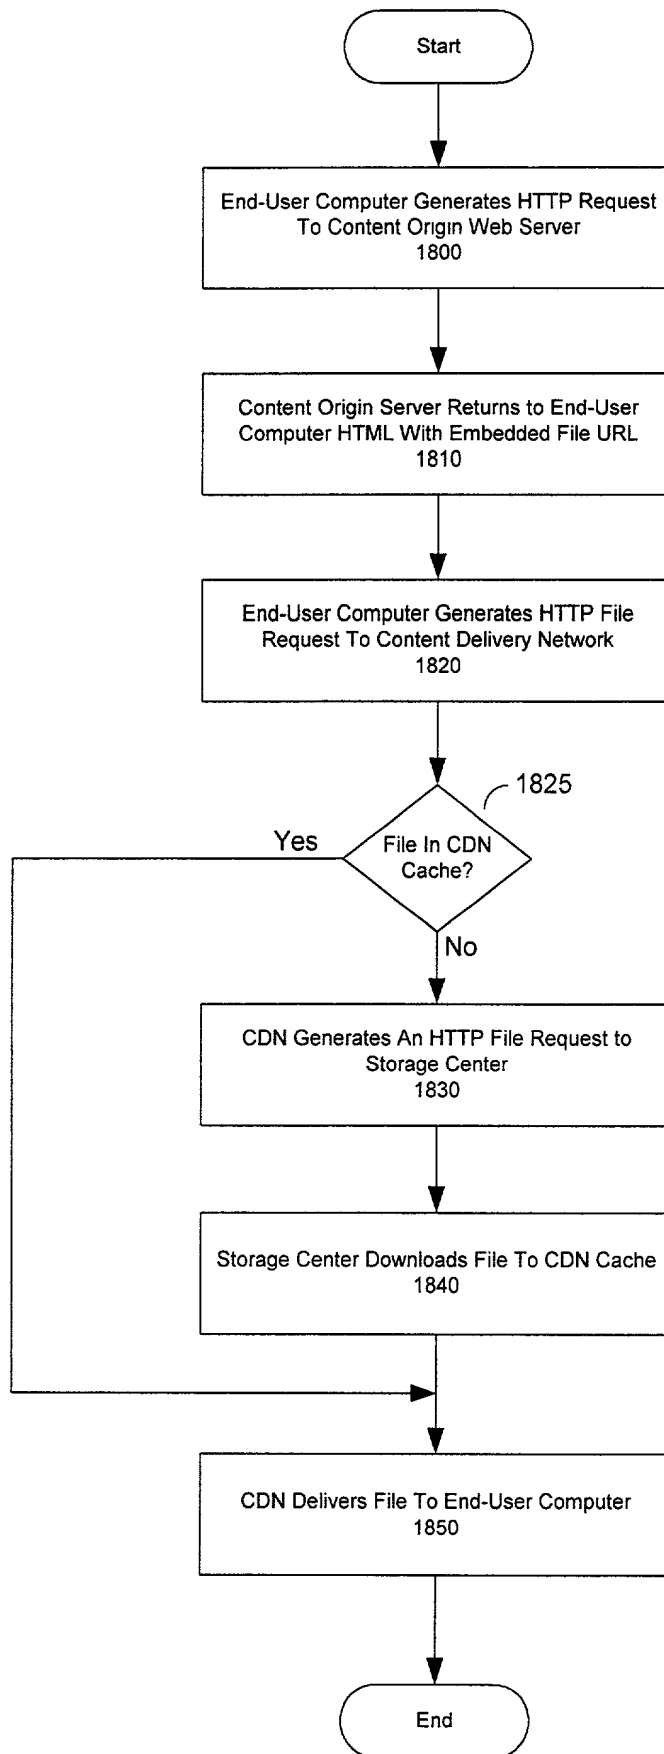 Start
End-User Computer Generates HTTP Request
To Content Origin Web Server
1800
Content Origin Server Returns to End-User
Computer HTML With Embedded File URL
1810
End-User Computer Generates HTTP File
Request To Content Delivery Network
1820
1825
Yes
File In CDN
Cache?
No
CDN Generates An HTTP File Request to
Storage Center
1830
Storage Center Downloads File To CDN Cache
1840
CDN Delivers File To End-User Computer
1850
End